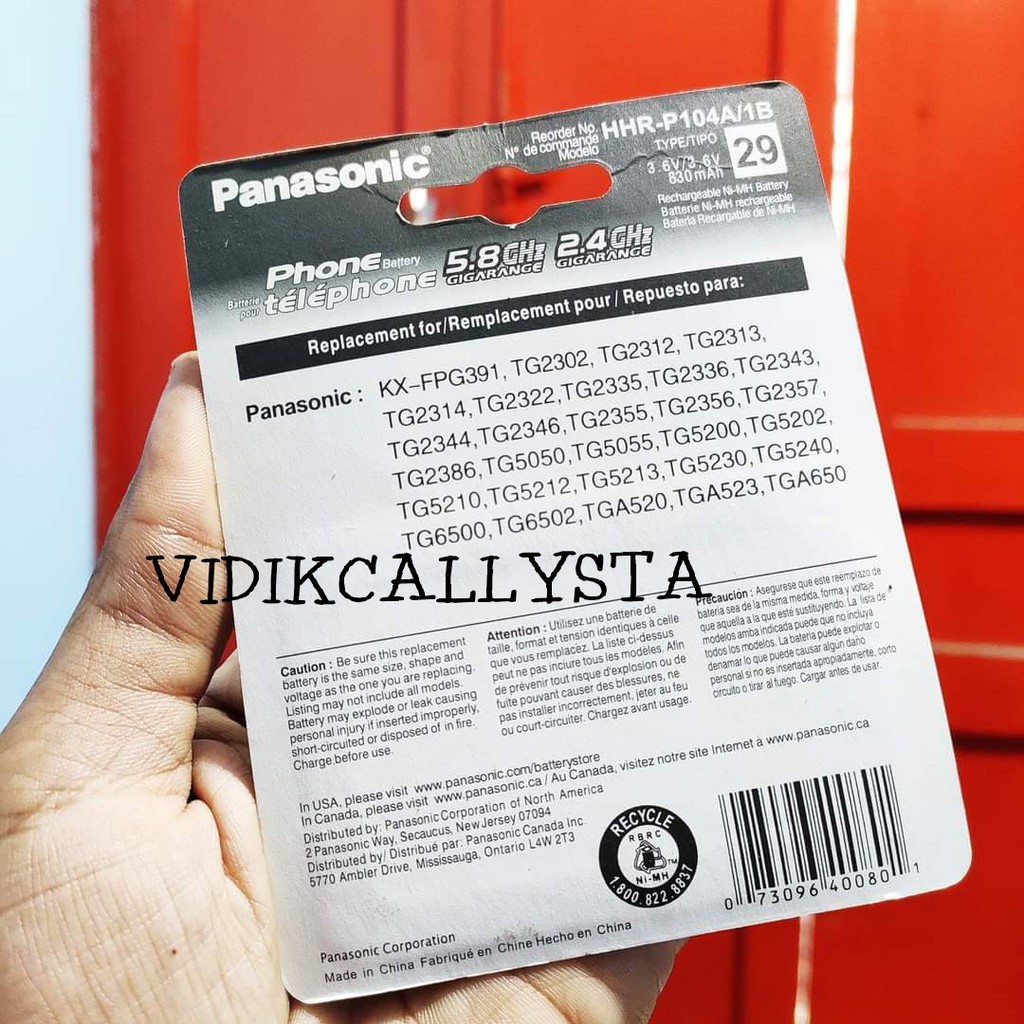 Panasonic®
Reorder No. HHR-P104A/1B
N° de commande
Modelo
TYPE/TIPO
29
3.6V/3,6V
830mAh
Rechargeable Ni-MH Battery
Batterie Ni-MH rechargeable
Bateria Recargable de Ni-MH
Phone Battery
Batterie pour téléphone
5.8GHz GIGARANGE
2.4GHz GIGARANGE
Replacement for/Remplacement pour/ Repuesto para:
Panasonic : KX-FPG391, TG2302, TG2312, TG2313,
TG2314,TG2322,TG2335,TG2336,TG2343,
TG2344,TG2346,TG2355,TG2356,TG2357,
TG2386,TG5050,TG5055,TG5200,TG5202,
TG5210,TG5212,TG5213,TG5230,TG5240,
TG6500,TG6502,TGA520,TGA523,TGA650
VIDIKCALLYSTA
Caution : Be sure this replacement
battery is the same size, shape and
voltage as the one you are replacing.
Listing may not include all models.
Battery may explode or leak causing
personal injury if inserted improperly,
short-circuited or disposed of in fire.
Charge before use.
Attention : Utilisez une batterie de
taille, format et tension identiques à celle
que vous remplacez. La liste ci-dessus
peut ne pas inclure tous les modèles. Afin
de prévenir tout risque d'explosion ou de
fuite pouvant causer des blessures, ne
pas installer incorrectement, jeter au feu
ou court-circuiter. Chargez avant usage.
Precaución : Asegurese que este reemplazo de
bateria sea de la misma medida, forma y voltaje
que aquella a la que esté sustituyendo. La lista de
modelos arriba indicada puede que no incluya
todos los modelos. La bateria puede explotar o
derramar lo que puede causar algún daño
personal si no es insertada apropiadamente, corto
circuito o tirar al fuego. Cargar antes de usar.
In USA, please visit www.panasonic.com/batterystore
In Canada, please visit www.panasonic.ca / Au Canada, visitez notre site Internet à www.panasonic.ca
Distributed by: Panasonic Corporation of North America
2 Panasonic Way, Secaucus, New Jersey 07094
Distributed by/ Distribué par: Panasonic Canada Inc.
5770 Ambler Drive, Mississauga, Ontario L4W 2T3
RECYCLE
RBRC
TM
Ni-MH
1.800.822.8837
0 73096 40080 1
Panasonic Corporation
Made in China Fabriqué en Chine Hecho en China